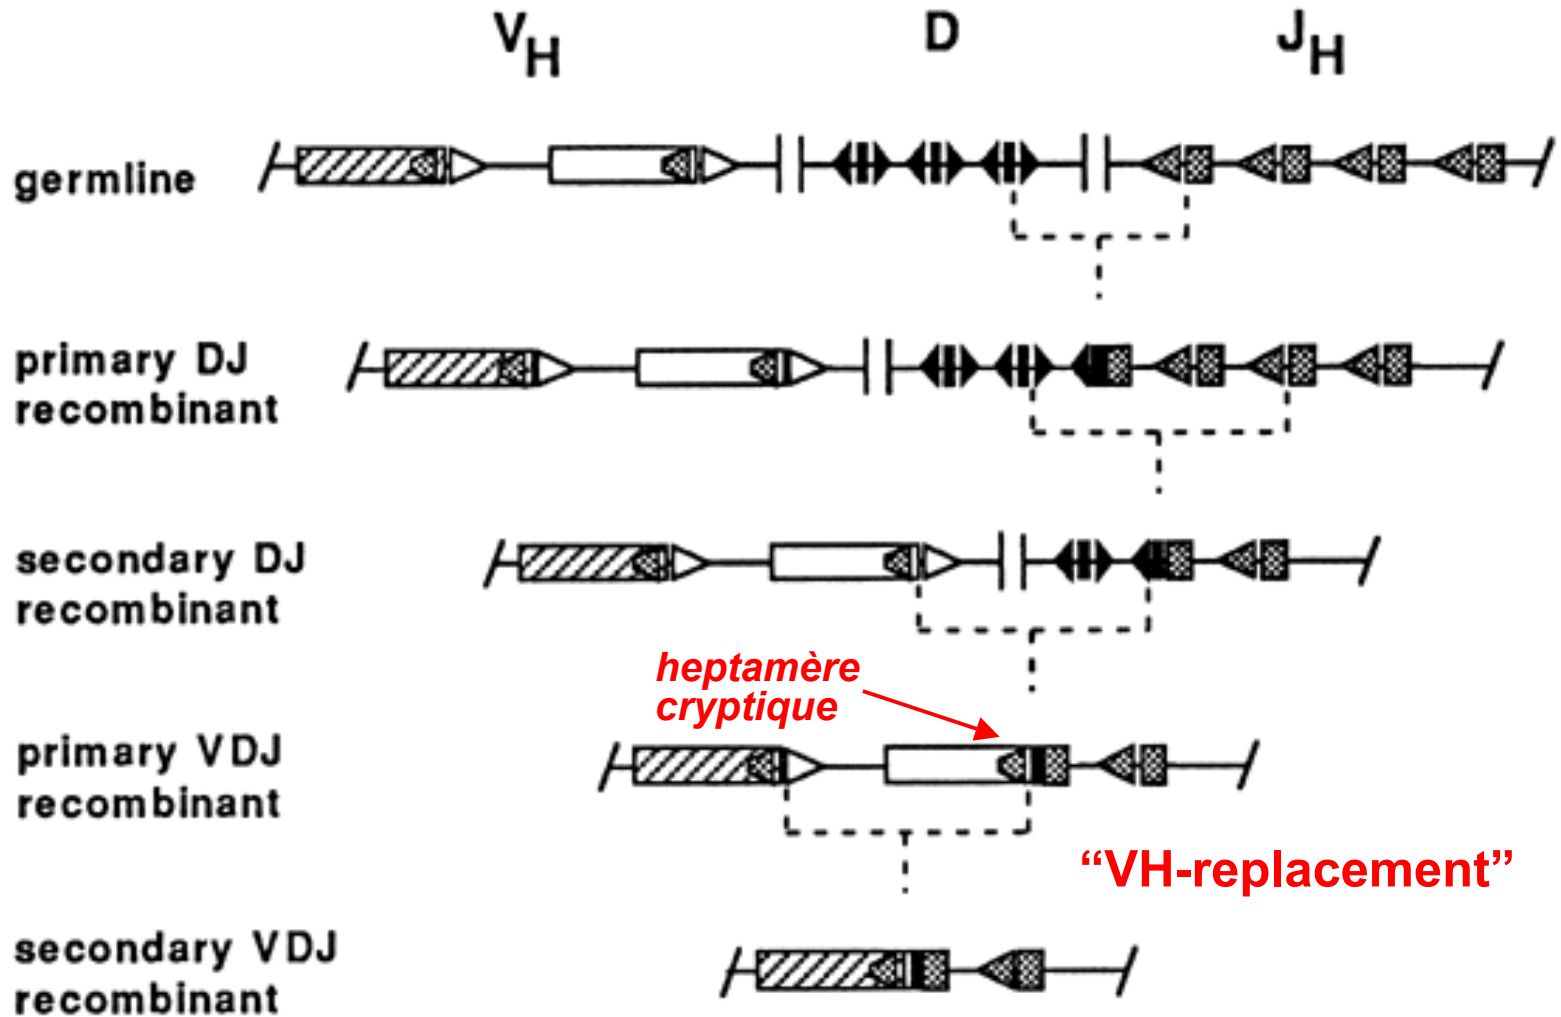 VH D JH
germline
primary DJ
recombinant
secondary DJ
recombinant
heptamère
cryptique
primary VDJ
recombinant
“VH-replacement”
secondary VDJ
recombinant